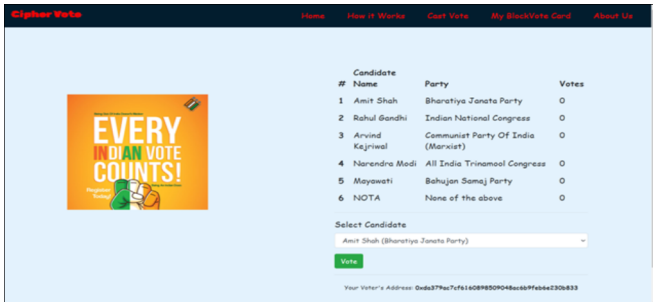 Cipher Vote
Home How it Works Cast Vote My BlockVote Card About Us
EVERY
INDIAN VOTE
COUNTS!
Register
Today!
# Candidate Name Party Votes
1 Amit Shah Bharatiya Janata Party 0
2 Rahul Gandhi Indian National Congress 0
3 Arvind Kejriwal Communist Party Of India (Marxist) 0
4 Narendra Modi All India Trinamool Congress 0
5 Mayawati Bahujan Samaj Party 0
6 NOTA None of the above 0
Select Candidate
Amit Shah (Bharatiya Janata Party)
Vote
Your Voter's Address: